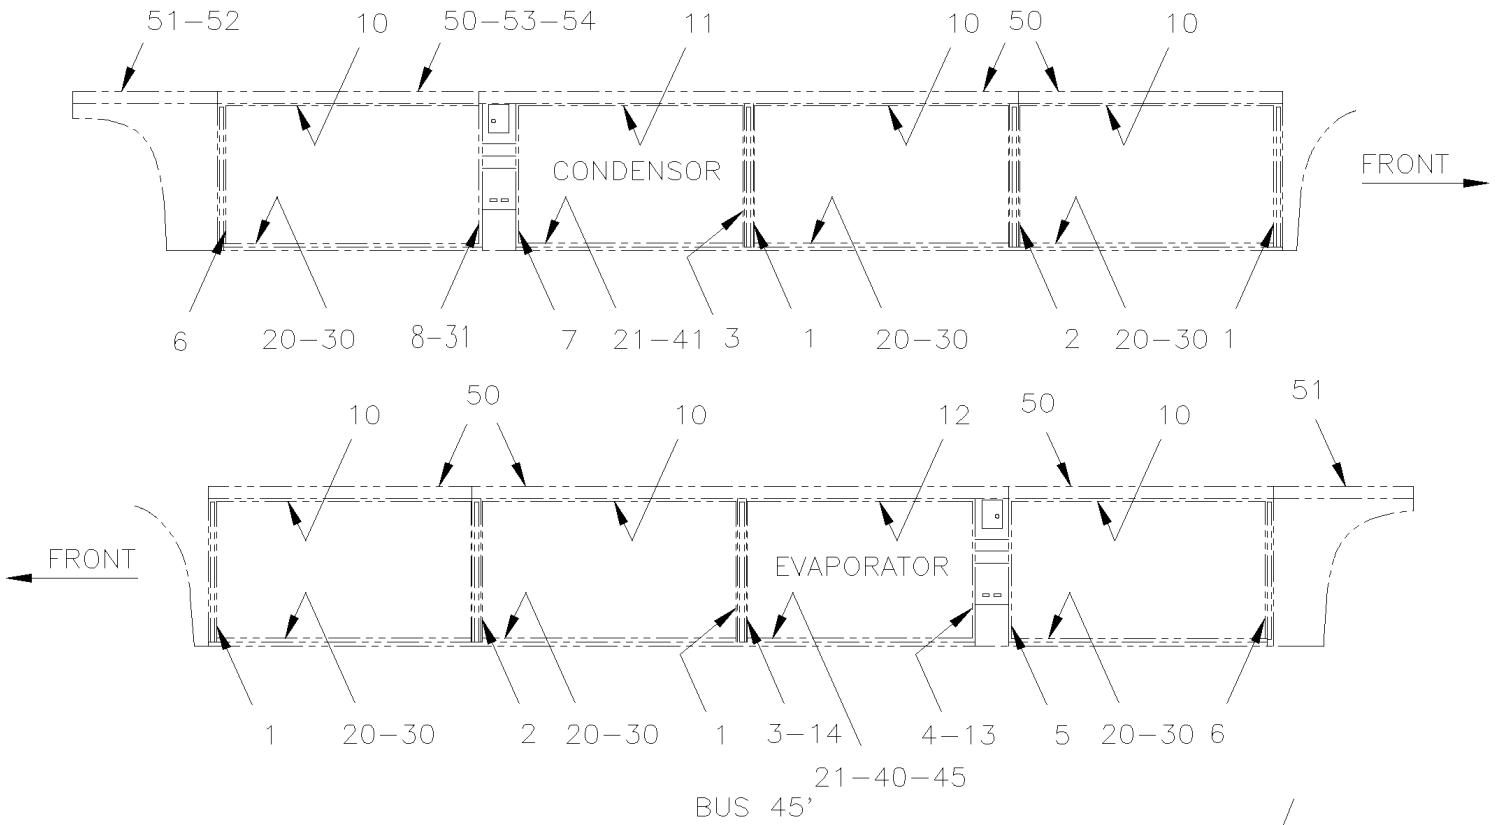 51-52 10 50-53-54 11 10 50 10
CONDENSOR
FRONT
6 20-30 8-31 7 21-41 3 1 20-30 2 20-30 1
10 50 10 12 50 10 51
FRONT
EVAPORATOR
1 20-30 2 20-30 1 3-14 4-13 5 20-30 6
21-40-45
BUS 45'